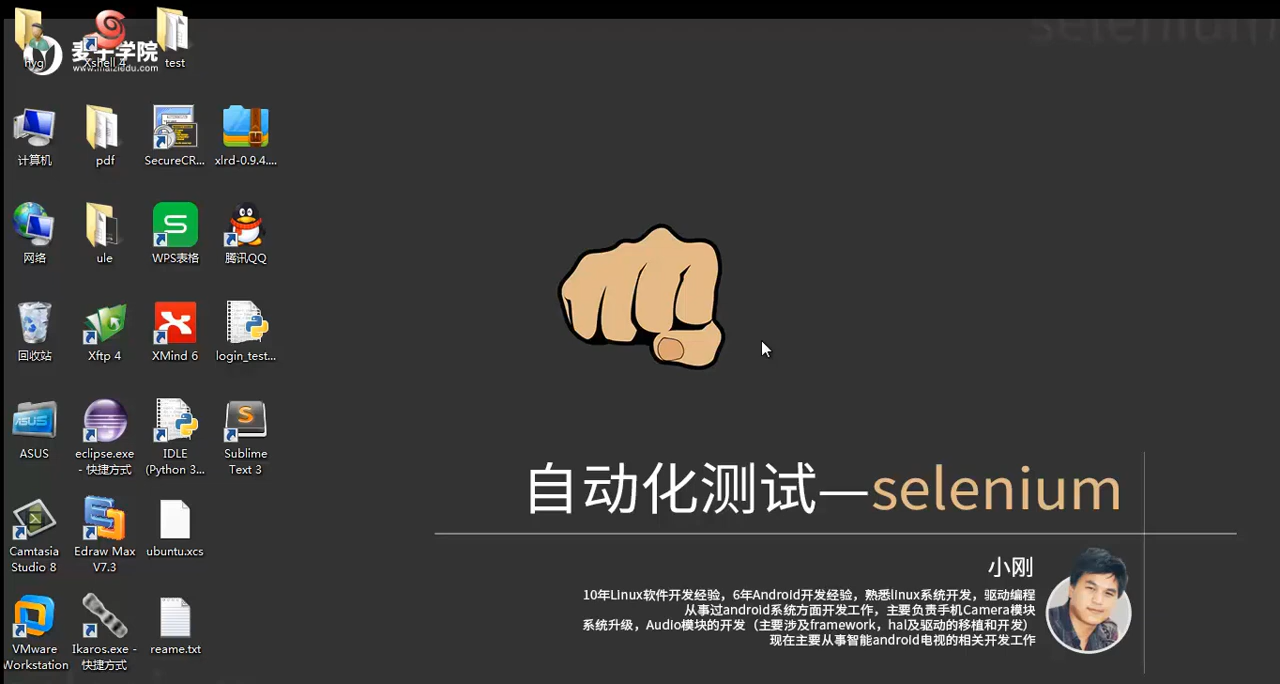 selenium
麦子学院
www.maiziedu.com
hyg
Xshell 4
test
计算机
pdf
SecureCR...
xlrd-0.9.4....
网络
ule
WPS表格
腾讯QQ
回收站
Xftp 4
XMind 6
login_test...
ASUS
ASUS
eclipse.exe
- 快捷方式
IDLE
(Python 3...
Sublime
Text 3
Camtasia
Studio 8
Edraw Max
V7.3
ubuntu.xcs
VMware
Workstation
Ikaros.exe -
快捷方式
reame.txt
自动化测试—selenium
小刚
10年Linux软件开发经验，6年Android开发经验，熟悉linux系统开发，驱动编程
从事过android系统方面开发工作，主要负责手机Camera模块
系统升级，Audio模块的开发（主要涉及framework，hal及驱动的移植和开发）
现在主要从事智能android电视的相关开发工作